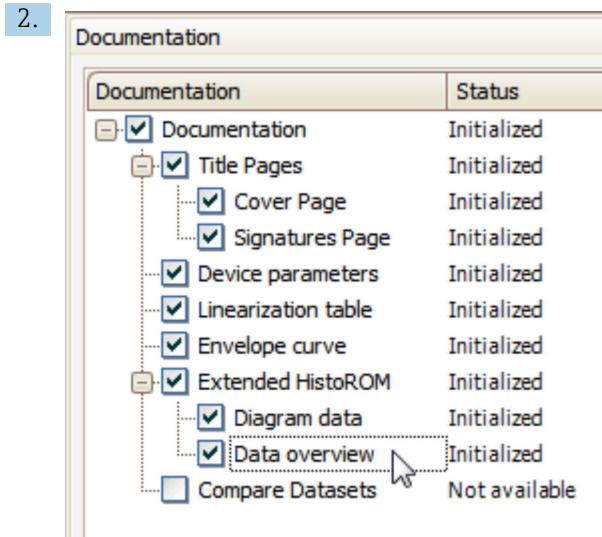 2.
Documentation
Documentation Status
Documentation Initialized
Title Pages Initialized
Cover Page Initialized
Signatures Page Initialized
Device parameters Initialized
Linearization table Initialized
Envelope curve Initialized
Extended HistoROM Initialized
Diagram data Initialized
Data overview Initialized
Compare Datasets Not available